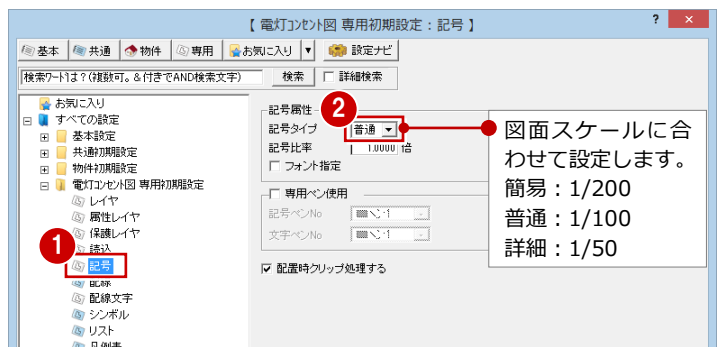 【 電灯コンセント図 専用初期設定：記号 】
? ×
基本 共通 物件 専用 お気に入り ▼ 設定ナビ
検索ワードは？(複数可。&付きでAND検索文字) 検索 詳細検索
お気に入り
すべての設定
基本設定
共通初期設定
物件初期設定
電灯コンセント図 専用初期設定
レイヤ
属性レイヤ
保護レイヤ
読込
記号
配線
配線文字
シンボル
リスト
凡例表
1
記号属性
2
記号タイプ 普通
記号比率 1.0000 倍
フォント指定
専用ペン使用
記号ペンNo ペン:1
文字ペンNo ペン:1
配置時クリップ処理する
図面スケールに合
わせて設定します。
簡易：1/200
普通：1/100
詳細：1/50